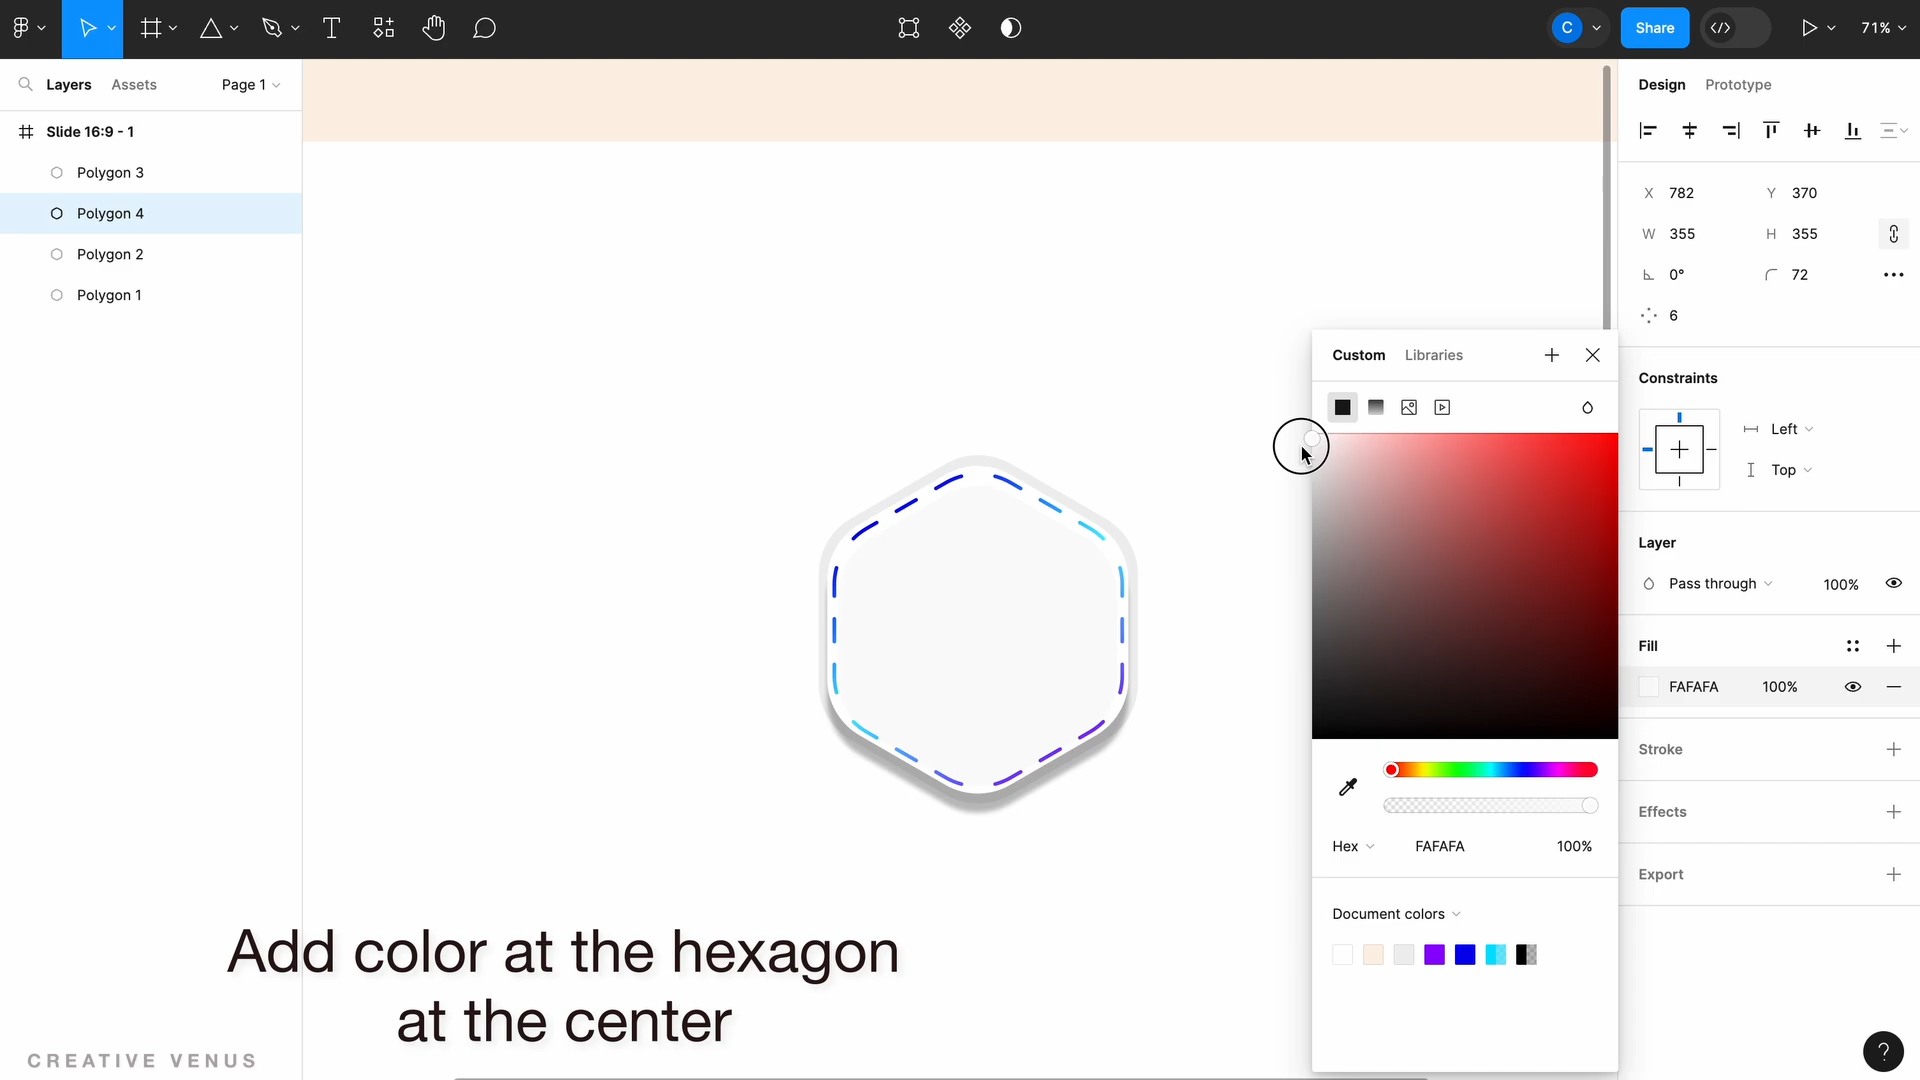 C
Share
71%
Layers
Assets
Page 1
Slide 16:9 - 1
Polygon 3
Polygon 4
Polygon 2
Polygon 1
Design
Prototype
X 782
Y 370
W 355
H 355
0°
72
6
Constraints
Left
Top
Layer
Pass through
100%
Fill
FAFAFA
100%
Stroke
Effects
Export
Custom
Libraries
Hex
FAFAFA
100%
Document colors
Add color at the hexagon
at the center
CREATIVE VENUS
?